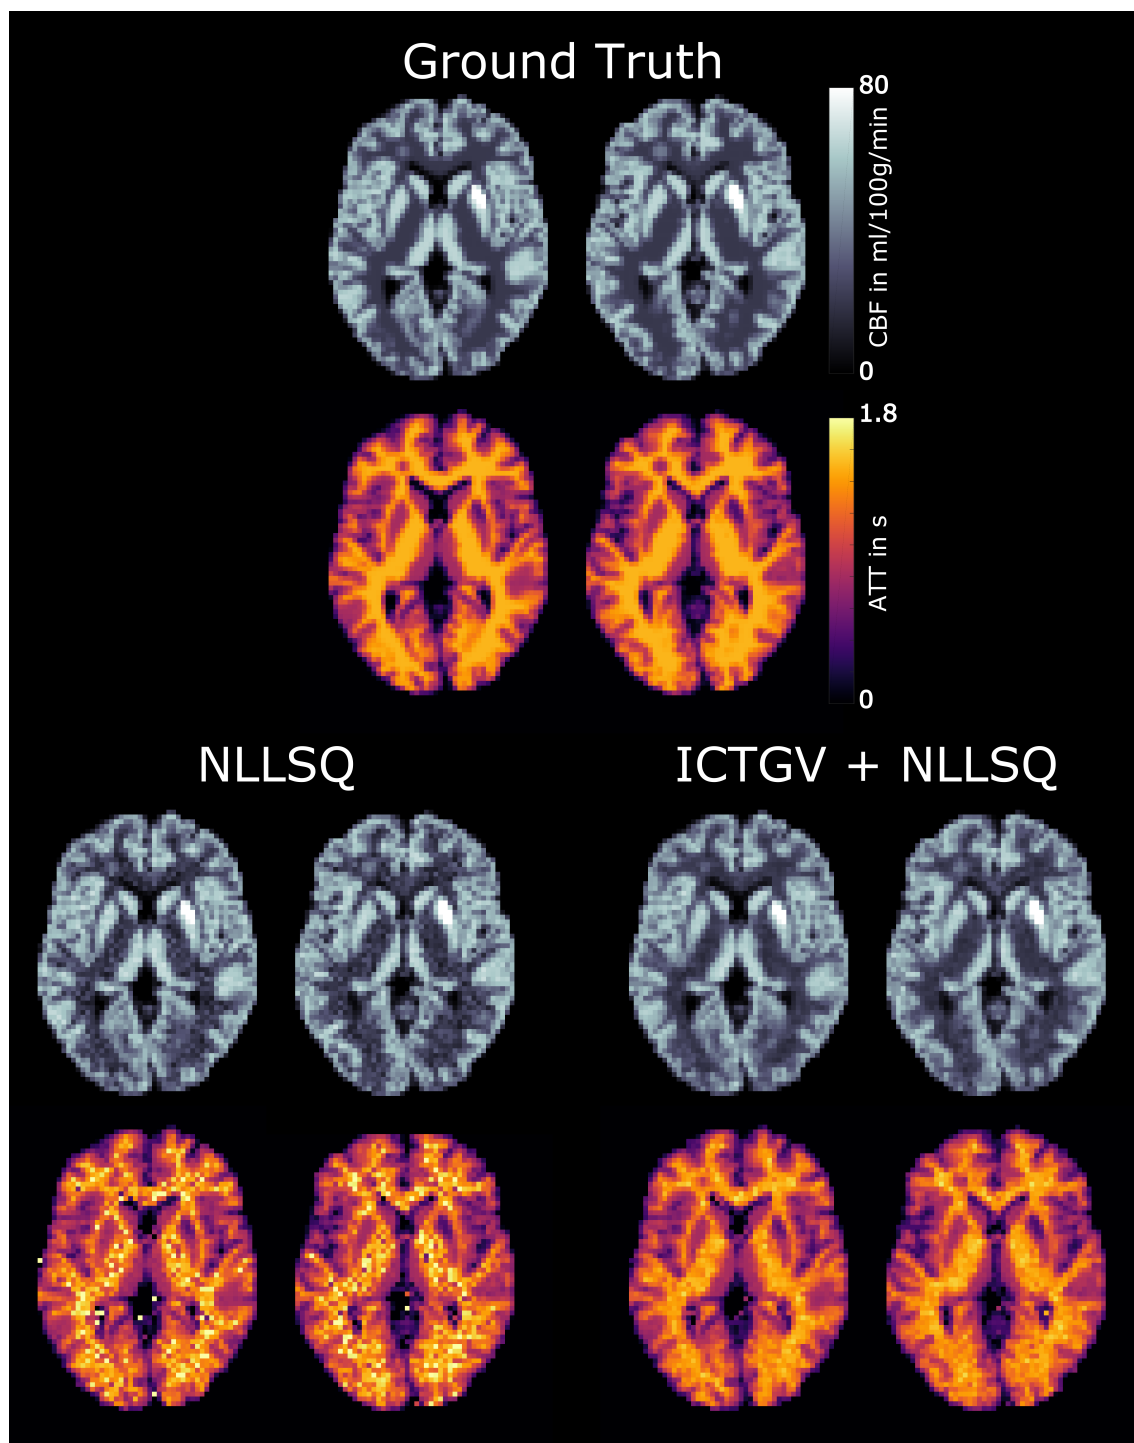 Ground Truth
80
CBF in ml/100g/min
0
1.8
ATT in s
0
NLLSQ
ICTGV + NLLSQ